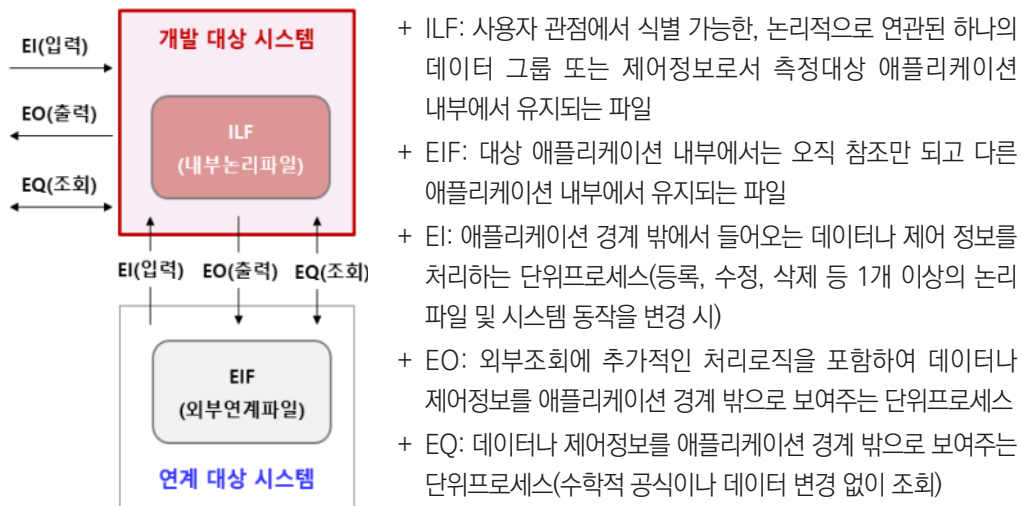 개발 대상 시스템
EI(입력)
EO(출력)
EQ(조회)
ILF
(내부논리파일)
EI(입력) EO(출력) EQ(조회)
EIF
(외부연계파일)
연계 대상 시스템
+ ILF: 사용자 관점에서 식별 가능한, 논리적으로 연관된 하나의
데이터 그룹 또는 제어정보로서 측정대상 애플리케이션
내부에서 유지되는 파일
+ EIF: 대상 애플리케이션 내부에서는 오직 참조만 되고 다른
애플리케이션 내부에서 유지되는 파일
+ EI: 애플리케이션 경계 밖에서 들어오는 데이터나 제어 정보를
처리하는 단위프로세스(등록, 수정, 삭제 등 1개 이상의 논리
파일 및 시스템 동작을 변경 시)
+ EO: 외부조회에 추가적인 처리로직을 포함하여 데이터나
제어정보를 애플리케이션 경계 밖으로 보여주는 단위프로세스
+ EQ: 데이터나 제어정보를 애플리케이션 경계 밖으로 보여주는
단위프로세스(수학적 공식이나 데이터 변경 없이 조회)